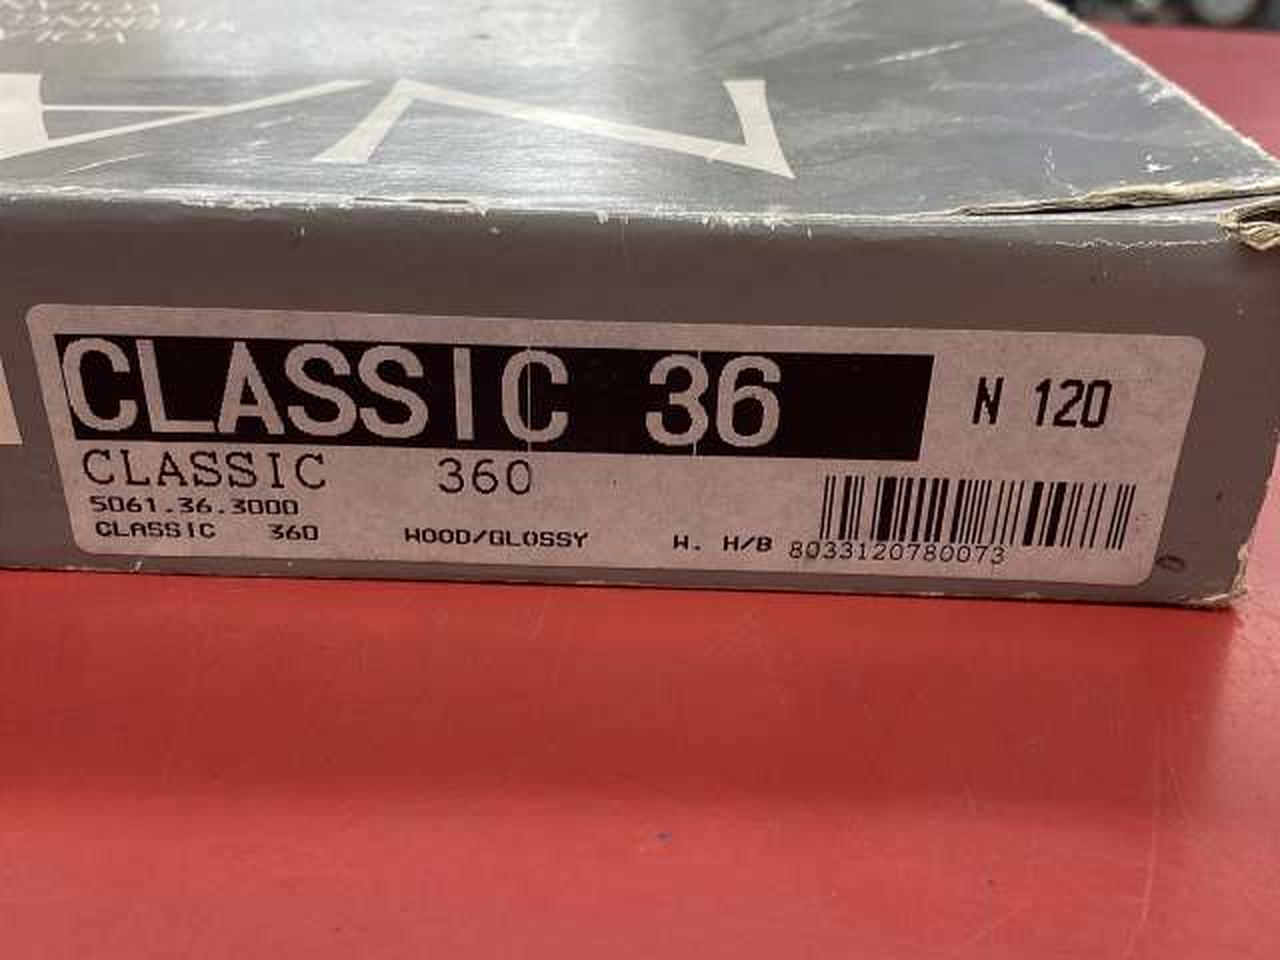 CLASSIC 36
N 120
CLASSIC 360
5061.36.3000
CLASSIC 360 WOOD/GLOSSY W. H/B
8033120780073